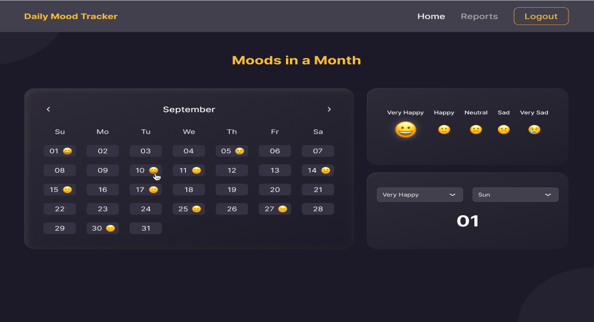 Daily Mood Tracker
Home Reports Logout
Moods in a Month
September
Su Mo Tu We Th Fr Sa
01 02 03 04 05 06 07
08 09 10 11 12 13 14
15 16 17 18 19 20 21
22 23 24 25 26 27 28
29 30 31
Very Happy Happy Neutral Sad Very Sad
Very Happy Sun
01